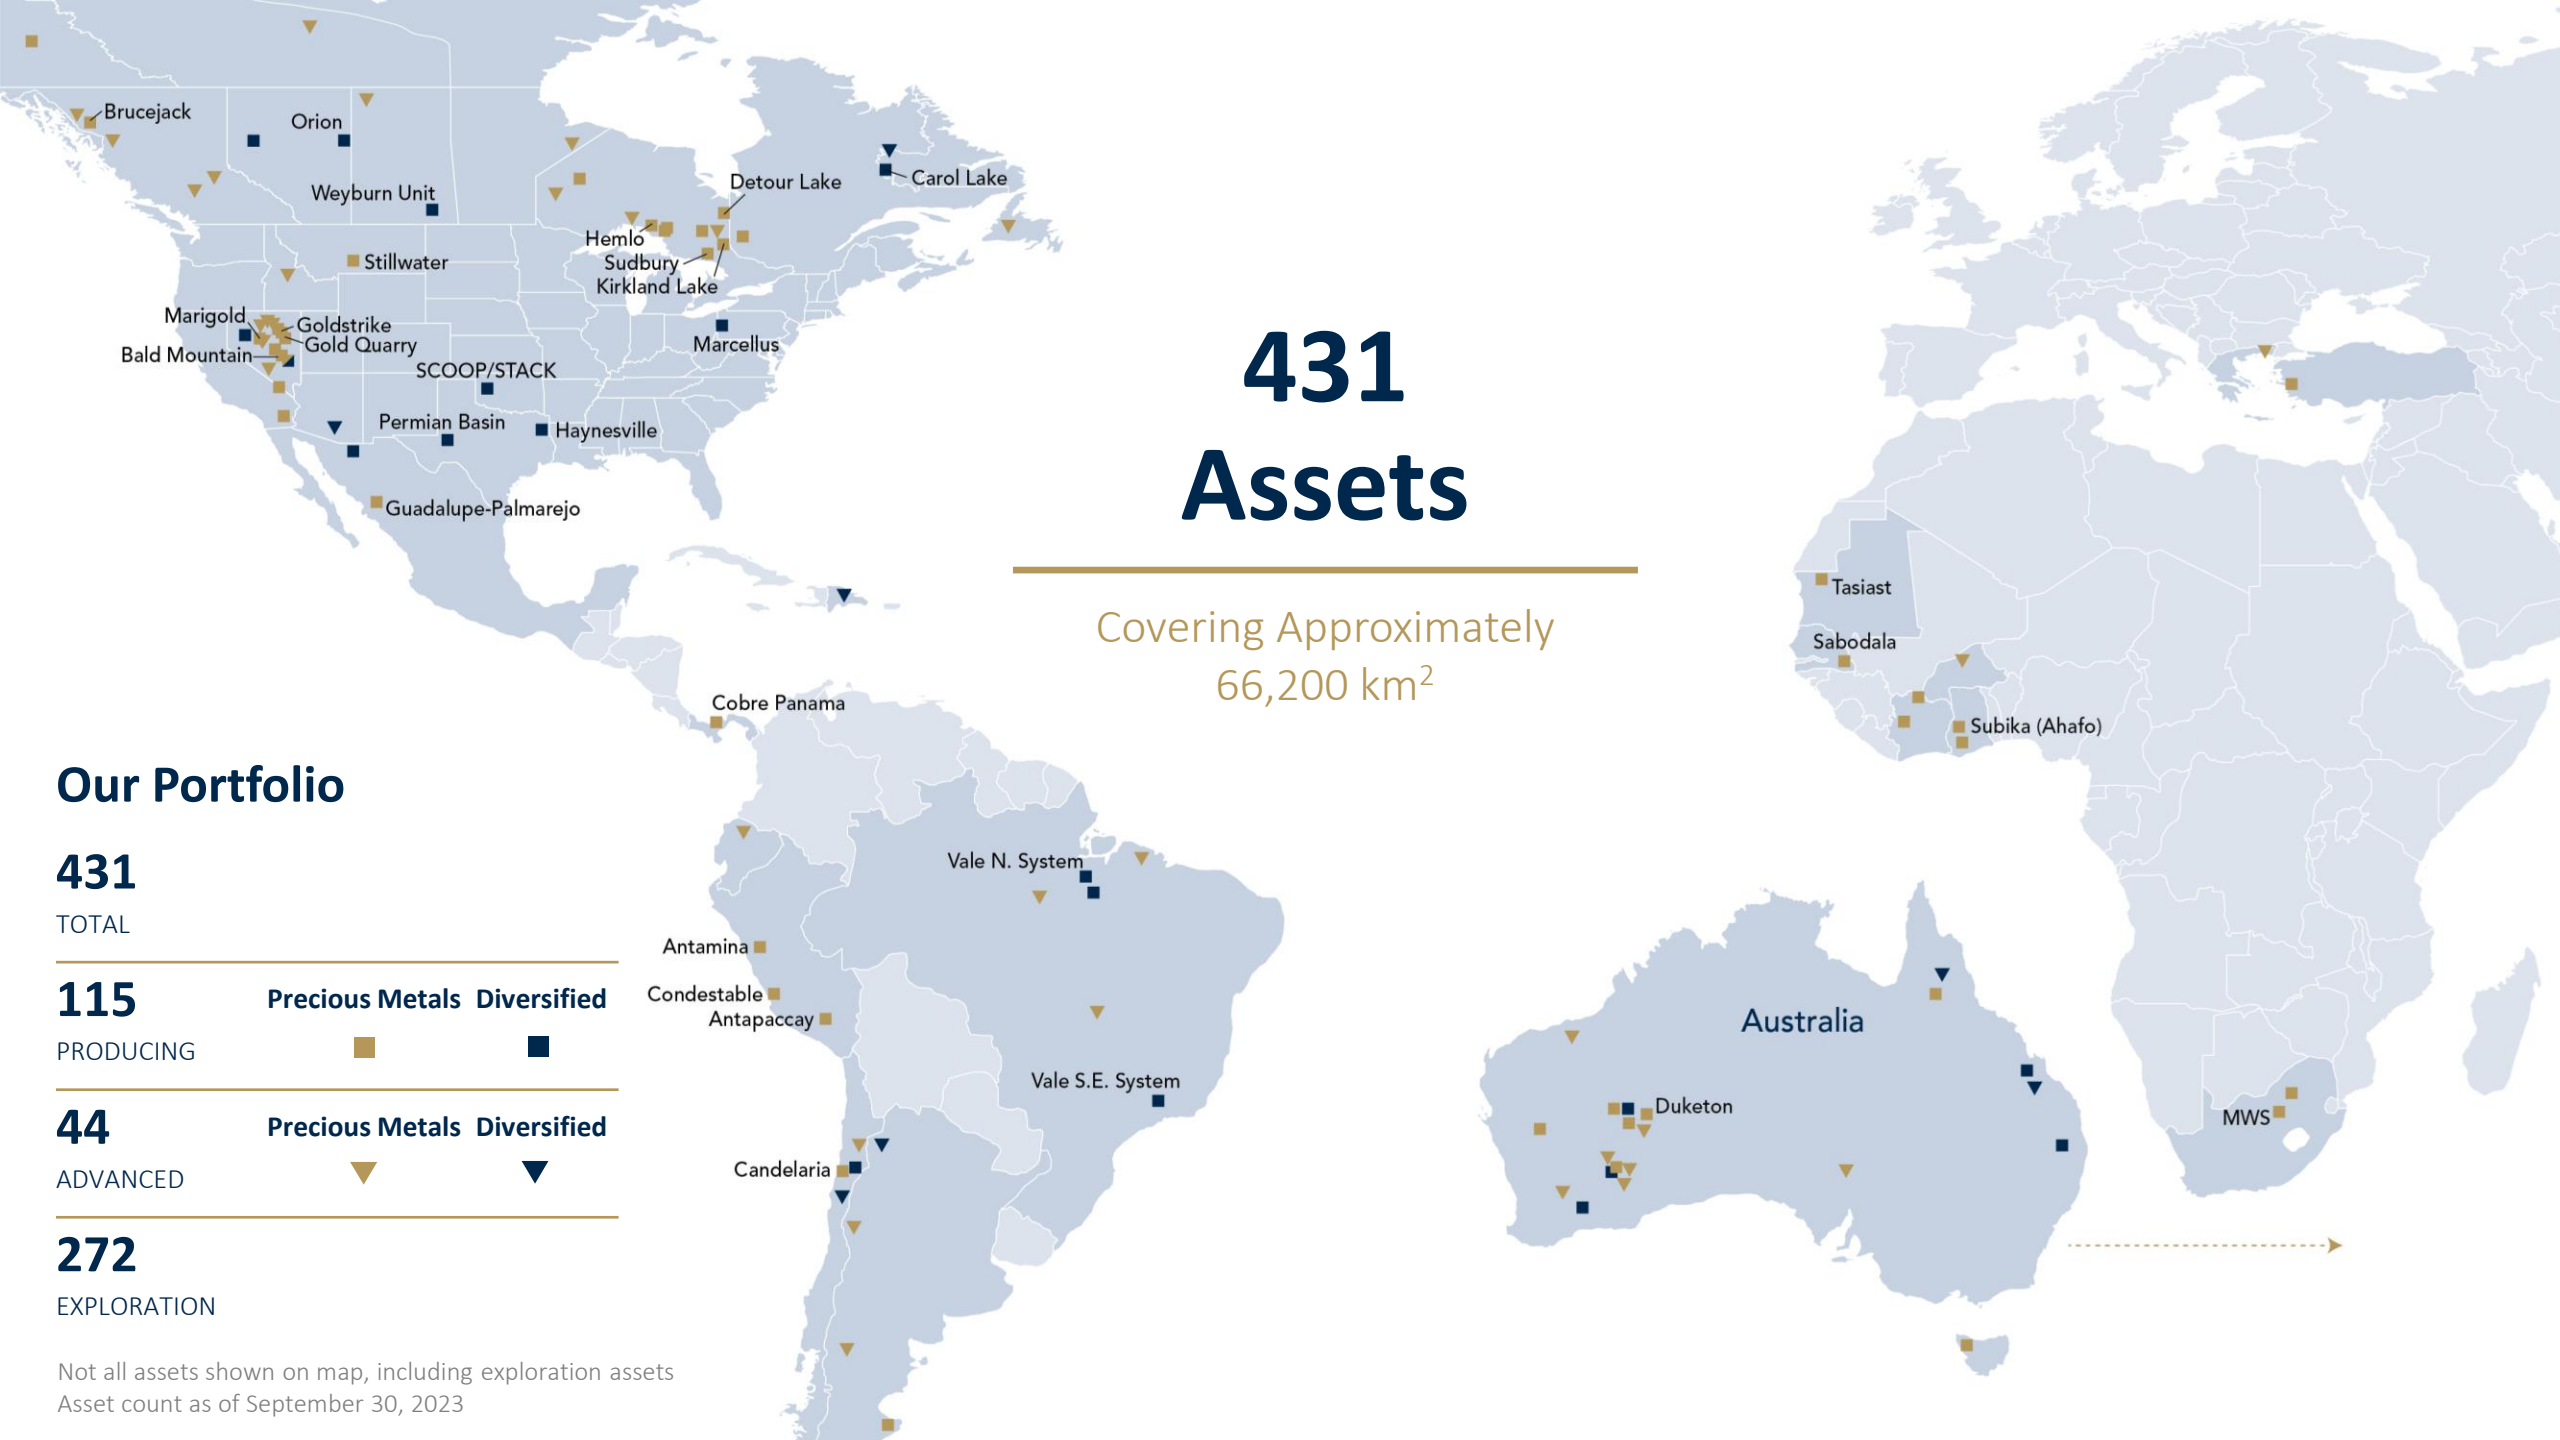 Brucejack
Orion
Weyburn Unit
Detour Lake
Carol Lake
Hemlo
Sudbury
Kirkland Lake
Stillwater
Marigold
Goldstrike
Gold Quarry
Bald Mountain
Marcellus
SCOOP/STACK
Permian Basin
Haynesville
Guadalupe-Palmarejo
431
Assets
Covering Approximately
66,200 km²
Tasiast
Sabodala
Subika (Ahafo)
Cobre Panama
Vale N. System
Antamina
Condestable
Antapaccay
Vale S.E. System
Candelaria
Australia
Duketon
MWS
Our Portfolio
431
TOTAL
115 Precious Metals Diversified
PRODUCING
44 Precious Metals Diversified
ADVANCED
272
EXPLORATION
Not all assets shown on map, including exploration assets
Asset count as of September 30, 2023